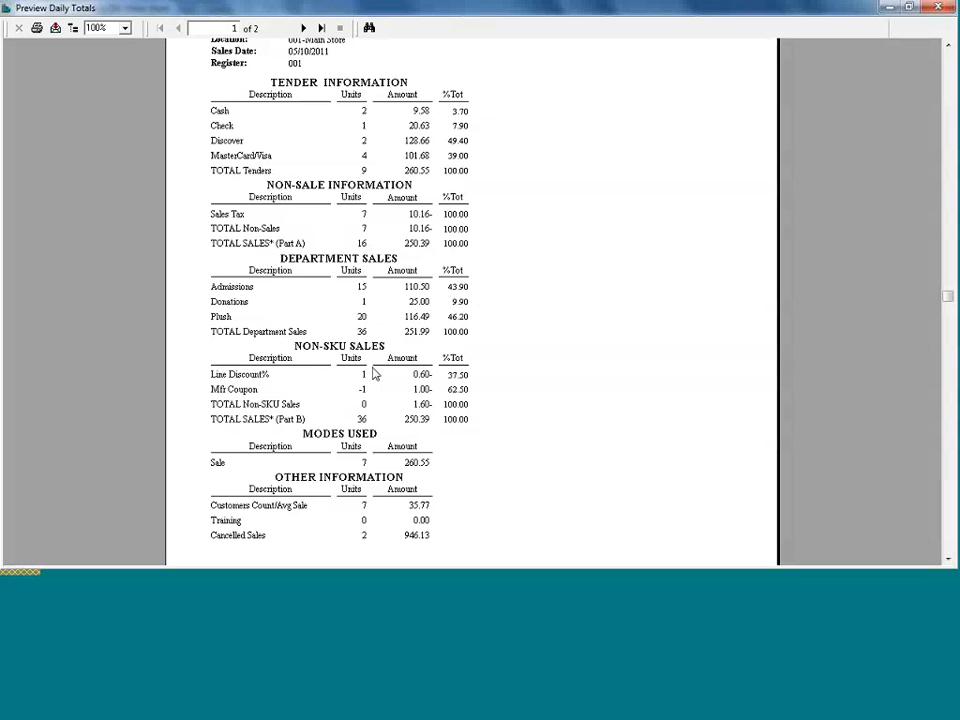 Preview Daily Totals
100% 1 of 2
Location: 001-Main Store
Sales Date: 05/10/2011
Register: 001
TENDER INFORMATION
Description Units Amount %Tot
Cash 2 9.58 3.70
Check 1 20.63 7.90
Discover 2 128.66 49.40
MasterCard/Visa 4 101.68 39.00
TOTAL Tenders 9 260.55 100.00
NON-SALE INFORMATION
Description Units Amount %Tot
Sales Tax 7 10.16- 100.00
TOTAL Non-Sales 7 10.16- 100.00
TOTAL SALES* (Part A) 16 250.39 100.00
DEPARTMENT SALES
Description Units Amount %Tot
Admissions 15 110.50 43.90
Donations 1 25.00 9.90
Plush 20 116.49 46.20
TOTAL Department Sales 36 251.99 100.00
NON-SKU SALES
Description Units Amount %Tot
Line Discount% 1 0.60- 37.50
Mfr Coupon -1 1.00- 62.50
TOTAL Non-SKU Sales 0 1.60- 100.00
TOTAL SALES* (Part B) 36 250.39 100.00
MODES USED
Description Units Amount
Sale 7 260.55
OTHER INFORMATION
Description Units Amount
Customers Count/Avg Sale 7 35.77
Training 0 0.00
Cancelled Sales 2 946.13